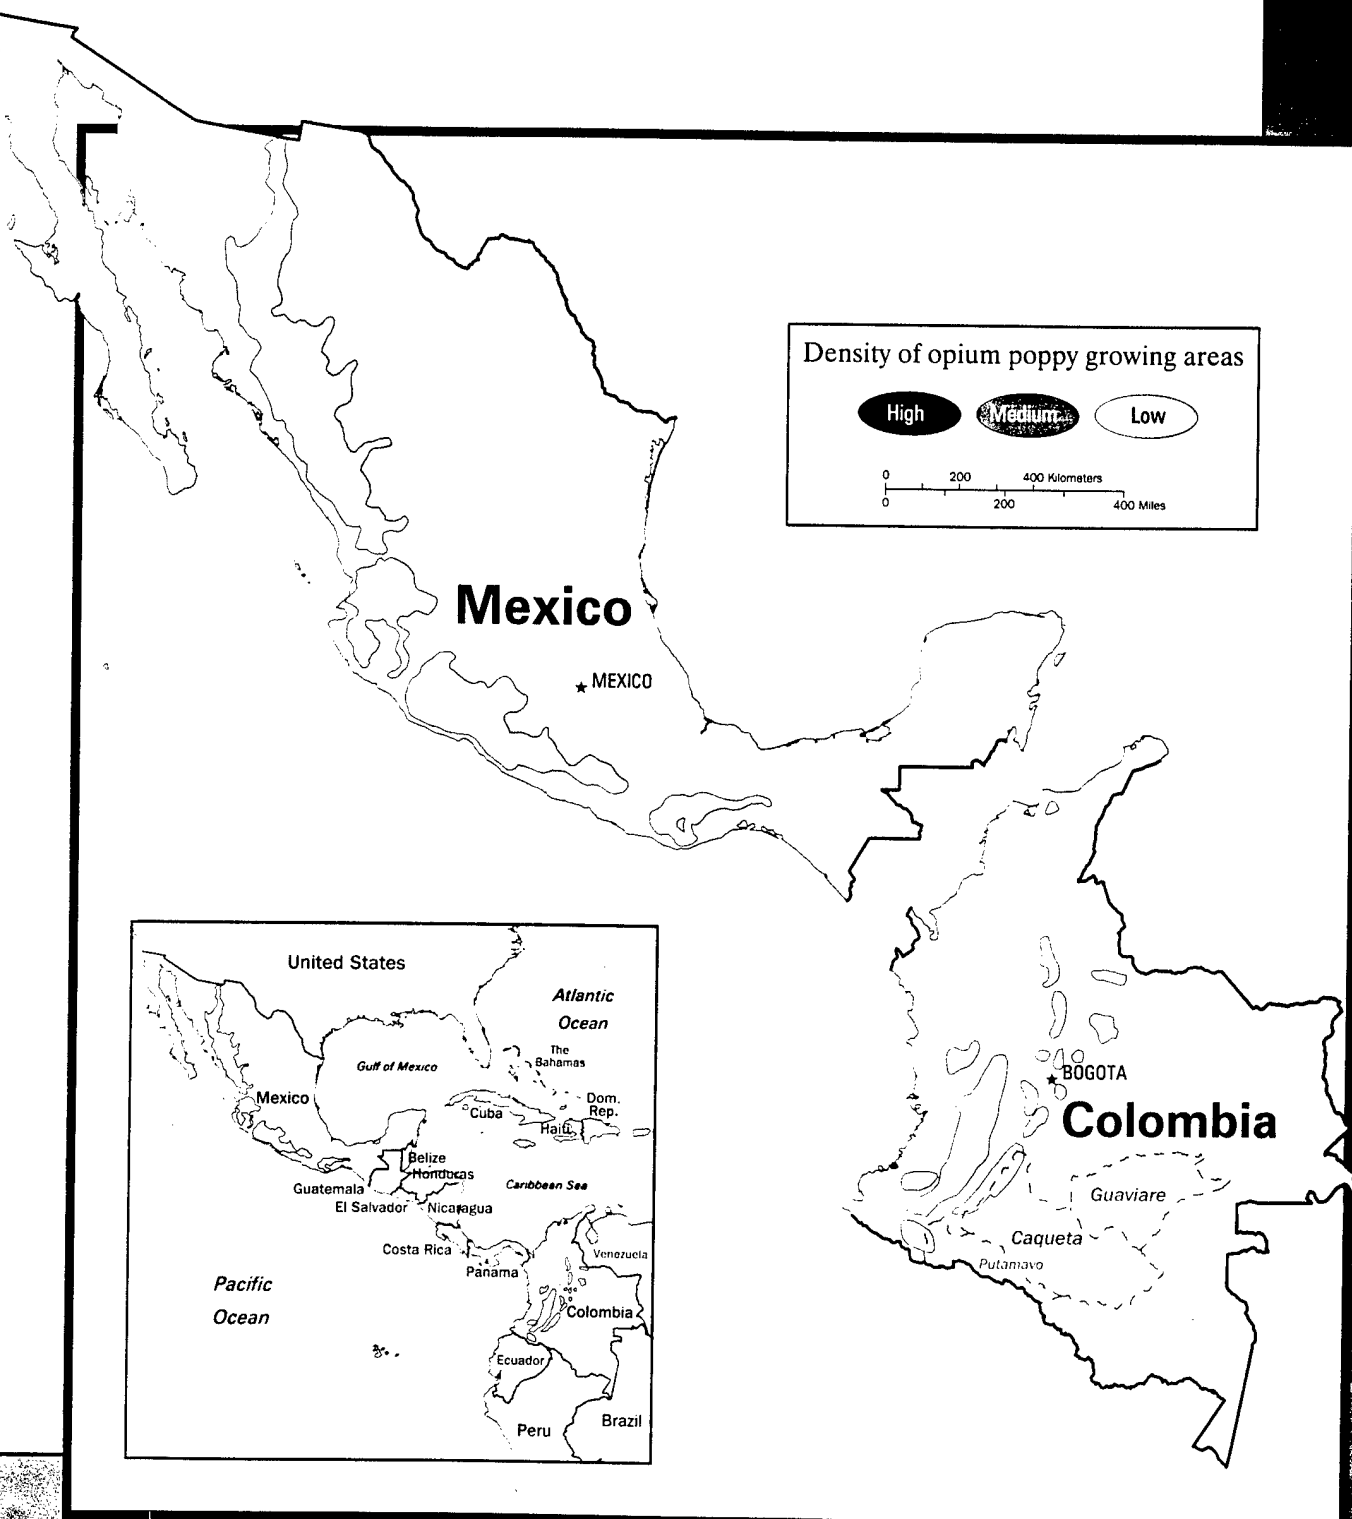 Density of opium poppy growing areas
High
Medium
Low
0 200 400 Kilometers
0 200 400 Miles
Mexico
★ MEXICO
★ BOGOTA
Colombia
Guaviare
Caqueta
Putamayo
United States
Atlantic
Ocean
The
Bahamas
Gulf of Mexico
Mexico
Cuba
Dom.
Rep.
Haiti
Belize
Honduras
Guatemala
Caribbean Sea
El Salvador
Nicaragua
Costa Rica
Venezuela
Panama
Pacific
Ocean
Colombia
Ecuador
Peru
Brazil